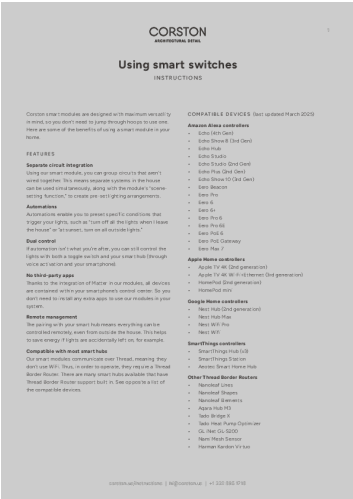 CORSTON
ARCHITECTURAL DETAIL
1
Using smart switches
INSTRUCTIONS
Corston smart modules are designed with maximum versatility
in mind, so you don't need to jump through hoops to use one.
Here are some of the benefits of using a smart module in your
home.
FEATURES
Separate circuit integration
Using our smart module, you can group circuits that aren't
wired together. This means separate systems in the house
can be used simultaneously, along with the module's "scene-
setting function," to create pre-set lighting arrangements.
Automations
Automations enable you to preset specific conditions that
trigger your lights, such as "turn off all the lights when I leave
the house" or "at sunset, turn on all outside lights."
Dual control
If automation isn't what you're after, you can still control the
lights with both a toggle switch and your smart hub (through
voice activation and your smartphone).
No third-party apps
Thanks to the integration of Matter in our modules, all devices
are contained within your smartphone's control center. So you
don't need to install any extra apps to use our modules in your
system.
Remote management
The pairing with your smart hub means everything can be
controlled remotely, even from outside the house. This helps
to save energy if lights are accidentally left on, for example.
Compatible with most smart hubs
Our smart modules communicate over Thread, meaning they
don't use WiFi. Thus, in order to operate, they require a Thread
Border Router. There are many smart hubs available that have
Thread Border Router support built in. See opposite a list of
the compatible devices.
COMPATIBLE DEVICES (last updated March 2025)
Amazon Alexa controllers
• Echo (4th Gen)
• Echo Show 8 (3rd Gen)
• Echo Hub
• Echo Studio
• Echo Studio (2nd Gen)
• Echo Plus (2nd Gen)
• Echo Show 10 (3rd Gen)
• Eero Beacon
• Eero Pro
• Eero 6
• Eero 6+
• Eero Pro 6
• Eero Pro 6E
• Eero PoE 6
• Eero PoE Gateway
• Eero Max 7
Apple Home controllers
• Apple TV 4K (2nd generation)
• Apple TV 4K Wi-Fi + Ethernet (3rd generation)
• HomePod (2nd generation)
• HomePod mini
Google Home controllers
• Nest Hub (2nd generation)
• Nest Hub Max
• Nest Wifi Pro
• Nest Wifi
SmartThings controllers
• SmartThings Hub (v3)
• SmartThings Station
• Aeotec Smart Home Hub
Other Thread Border Routers
• Nanoleaf Lines
• Nanoleaf Shapes
• Nanoleaf Elements
• Aqara Hub M3
• Tado Bridge X
• Tado Heat Pump Optimizer
• GL.iNet GL-S200
• Nami Mesh Sensor
• Homari Thread Gateway